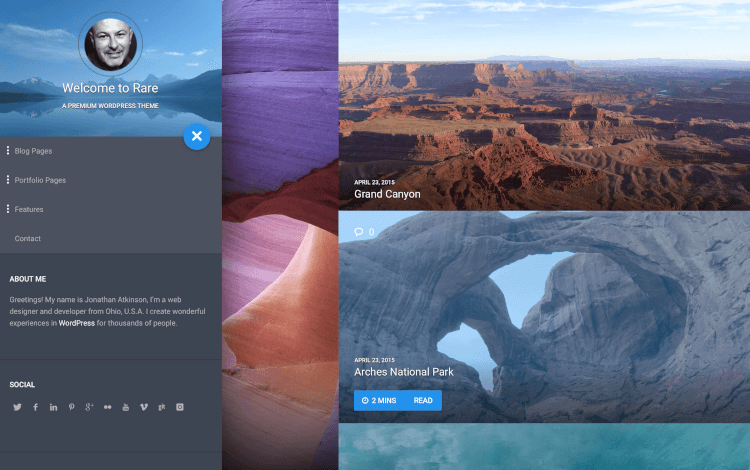 Welcome to Rare
A PREMIUM WORDPRESS THEME
Blog Pages
Portfolio Pages
Features
Contact
ABOUT ME
Greetings! My name is Jonathan Atkinson, I'm a web
designer and developer from Ohio, U.S.A. I create wonderful
experiences in WordPress for thousands of people.
SOCIAL
APRIL 23, 2015
Grand Canyon
0
APRIL 23, 2015
Arches National Park
2 MINS READ